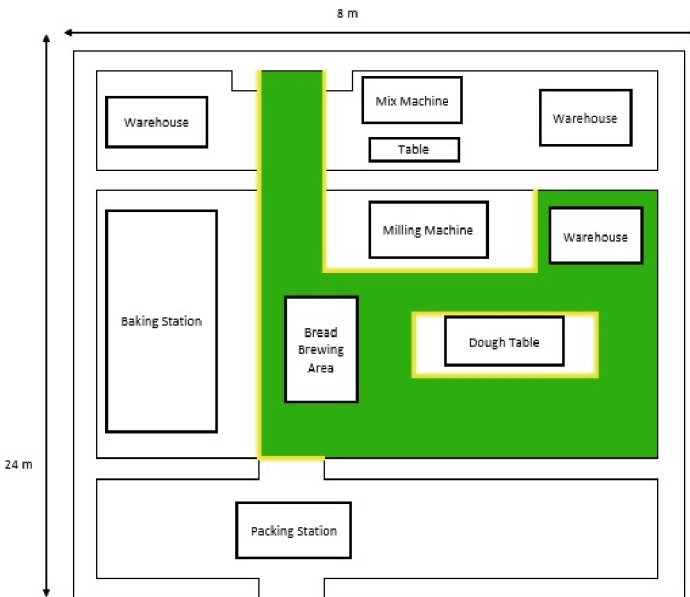 8 m
Mix Machine
Warehouse
Warehouse
Table
Milling Machine
Warehouse
Baking Station
Bread
Brewing
Area
Dough Table
24 m
Packing Station